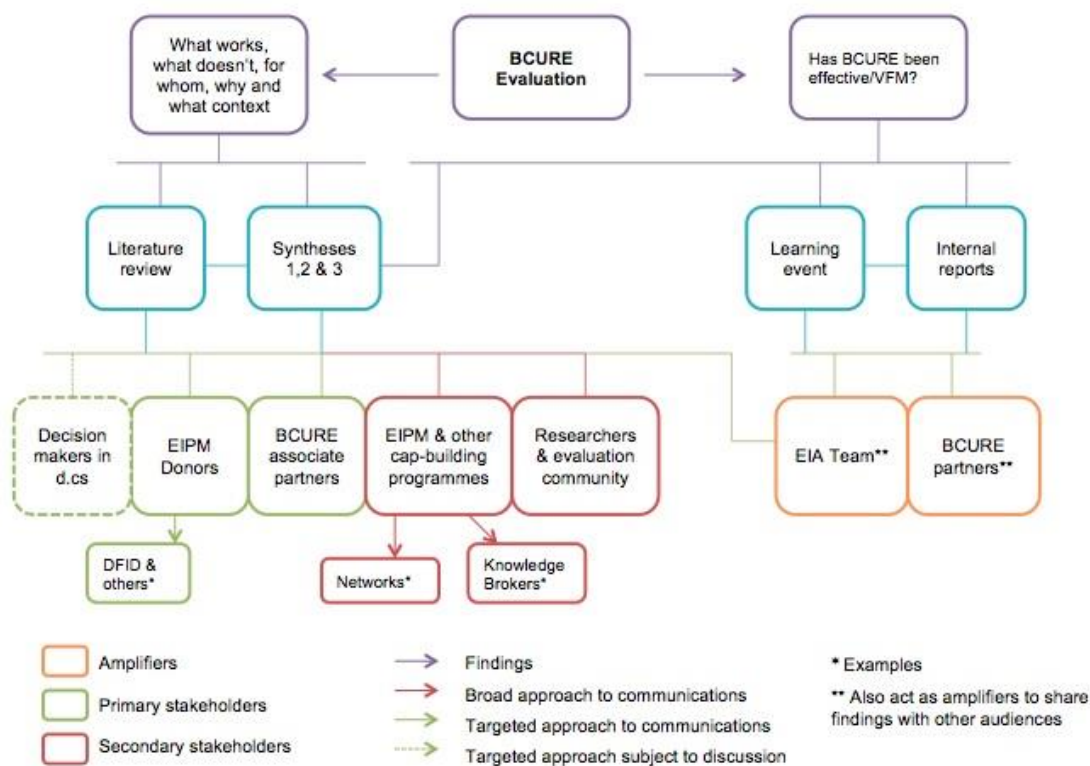 What works,
what doesn't, for
whom, why and
what context
BCURE
Evaluation
Has BCURE been
effective/VFM?
Literature
review
Syntheses
1,2 & 3
Learning
event
Internal
reports
Decision
makers in
d.cs
EIPM
Donors
BCURE
associate
partners
EIPM & other
cap-building
programmes
Researchers
& evaluation
community
EIA Team**
BCURE
partners**
DFID &
others*
Networks*
Knowledge
Brokers*
Amplifiers
Primary stakeholders
Secondary stakeholders
Findings
Broad approach to communications
Targeted approach to communications
Targeted approach subject to discussion
* Examples
** Also act as amplifiers to share
findings with other audiences